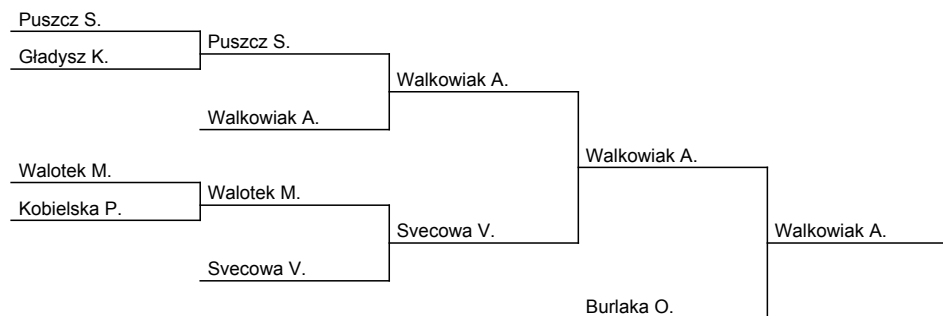 Puszcz S.
Gładysz K.
Puszcz S.
Walkowiak A.
Walkowiak A.
Walotek M.
Kobielska P.
Walotek M.
Svecowa V.
Svecowa V.
Walkowiak A.
Burlaka O.
Walkowiak A.